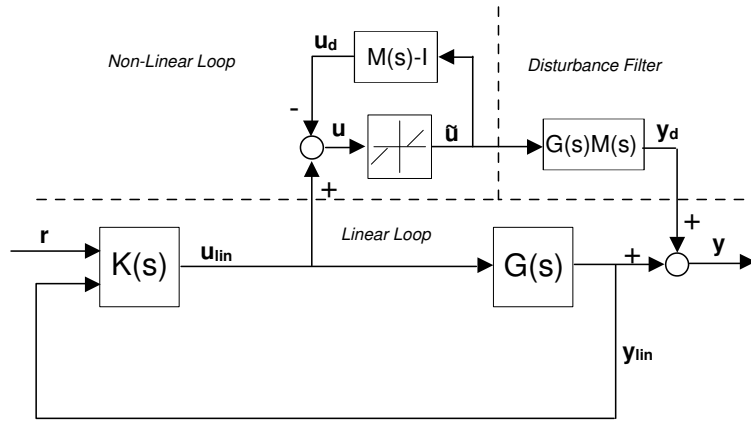 Non-Linear Loop
u_d
M(s)-I
Disturbance Filter
-
u
ũ
G(s)M(s)
y_d
+
+
r
K(s)
u_lin
Linear Loop
G(s)
+
y
y_lin